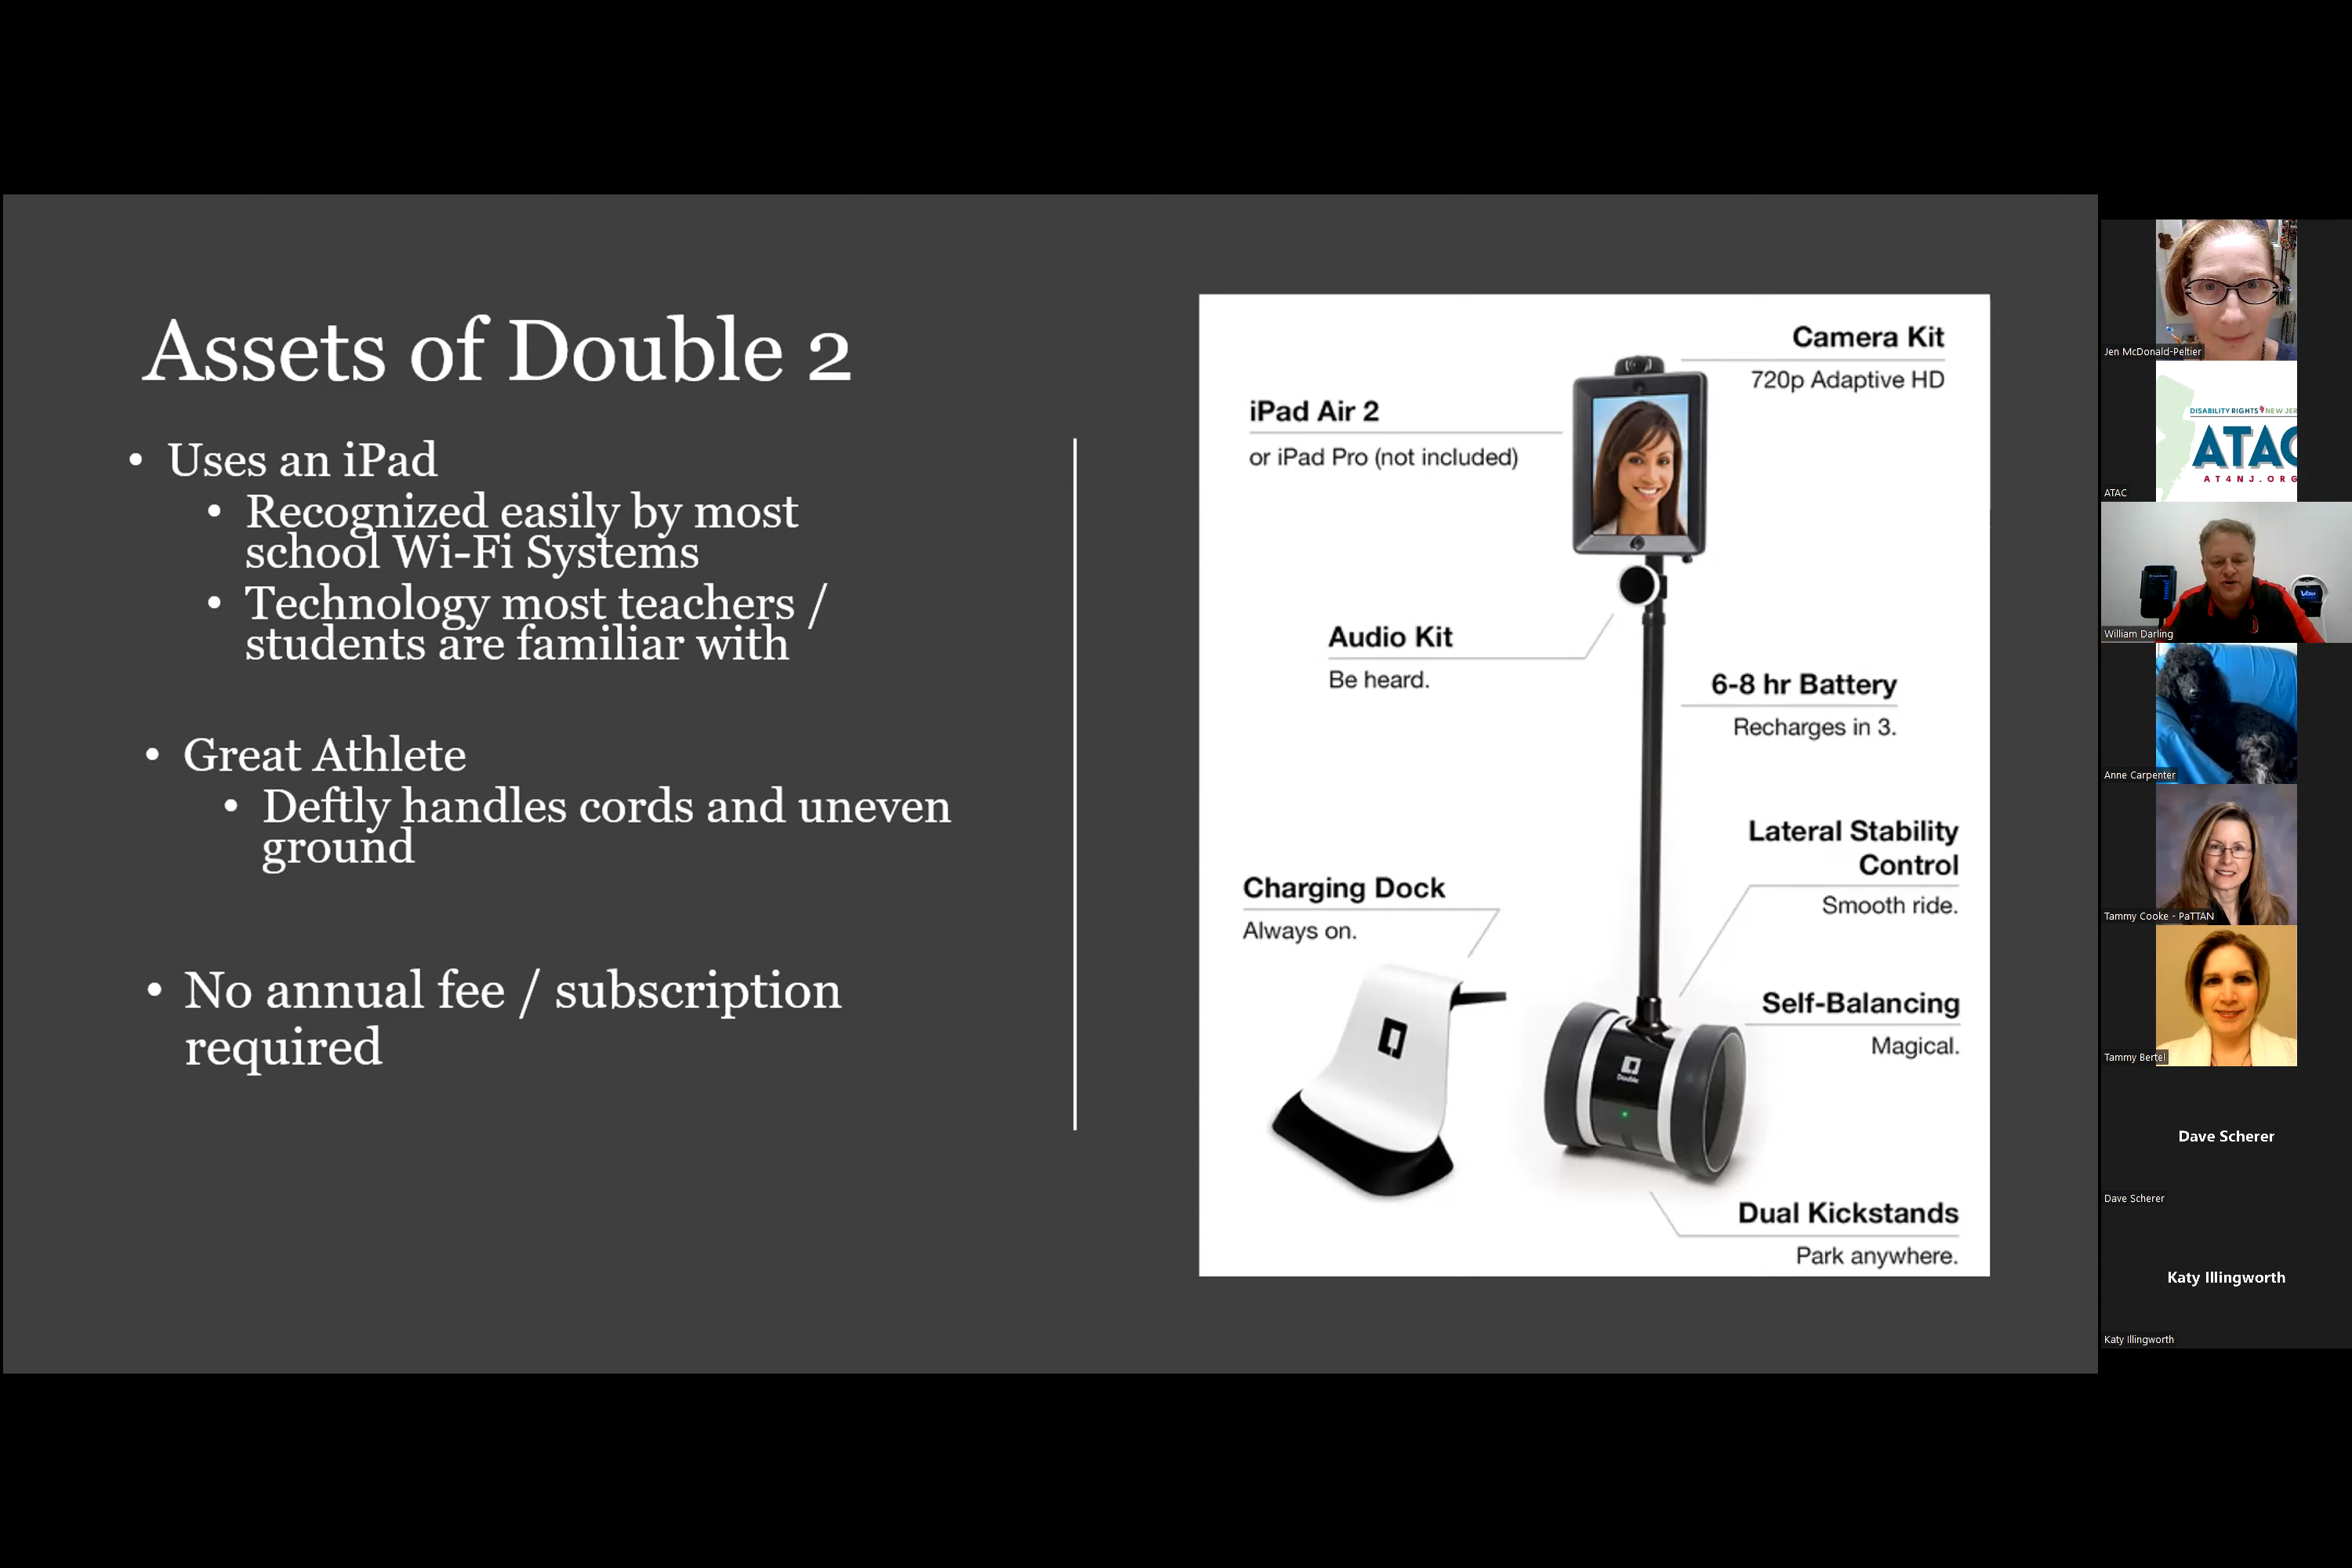 Assets of Double 2
• Uses an iPad
• Recognized easily by most
school Wi-Fi Systems
• Technology most teachers /
students are familiar with
• Great Athlete
• Deftly handles cords and uneven
ground
• No annual fee / subscription
required
Camera Kit
720p Adaptive HD
iPad Air 2
or iPad Pro (not included)
Audio Kit
Be heard.
6-8 hr Battery
Recharges in 3.
Lateral Stability
Control
Smooth ride.
Charging Dock
Always on.
Self-Balancing
Magical.
Double
Dual Kickstands
Park anywhere.
Jen McDonald-Peltier
DISABILITY RIGHTS NEW JER
ATAC
AT4NJ.ORG
ATAC
William Darling
Anne Carpenter
Tammy Cooke - PaTTAN
Tammy Bertel
Dave Scherer
Dave Scherer
Katy Illingworth
Katy Illingworth